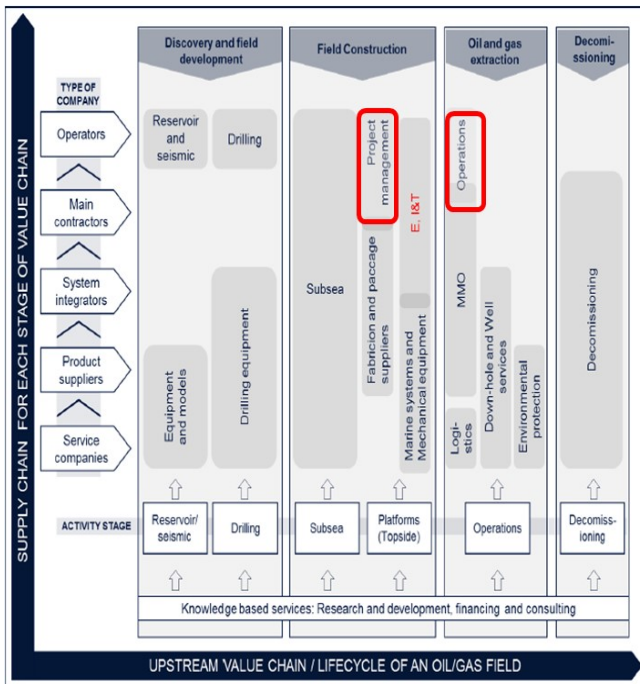 Discovery and field
development
Field Construction
Oil and gas
extraction
Decomi-
ssioning
TYPE OF
COMPANY
Operators
Main
contractors
System
integrators
Product
suppliers
Service
companies
Reservoir
and
seismic
Drilling
Equipment
and models
Drilling equipment
Subsea
Project
management
Fabricion and paccage
suppliers
E, I&T
Marine systems and
Mechanical equipment
Operations
MMO
Logi-
stics
Down-hole and Well
services
Environmental
protection
Decomissioning
ACTIVITY STAGE
Reservoir/
seismic
Drilling
Subsea
Platforms
(Topside)
Operations
Decomiss-
ioning
Knowledge based services: Research and development, financing and consulting
SUPPLY CHAIN FOR EACH STAGE OF VALUE CHAIN
UPSTREAM VALUE CHAIN / LIFECYCLE OF AN OIL/GAS FIELD